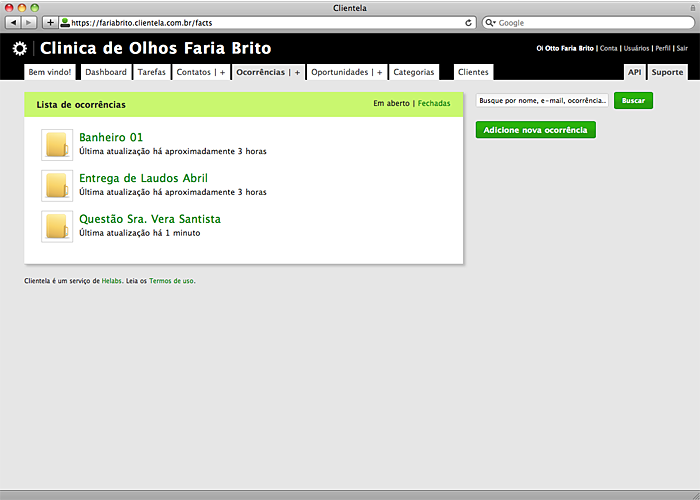 Clientela
https://fariabrito.clientela.com.br/facts
Google
Clinica de Olhos Faria Brito
Oi Otto Faria Brito | Conta | Usuários | Perfil | Sair
Bem vindo! Dashboard Tarefas Contatos | + Ocorrências | + Oportunidades | + Categorias Clientes API Suporte
Lista de ocorrências
Em aberto | Fechadas
Busque por nome, e-mail, ocorrência..
Buscar
Adicione nova ocorrência
Banheiro 01
Última atualização há aproximadamente 3 horas
Entrega de Laudos Abril
Última atualização há aproximadamente 3 horas
Questão Sra. Vera Santista
Última atualização há 1 minuto
Clientela é um serviço de Helabs. Leia os Termos de uso.